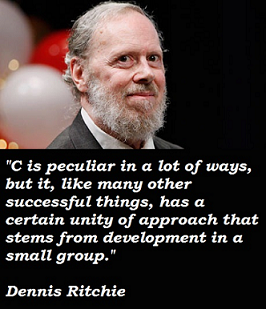 "C is peculiar in a lot of ways,
but it, like many other
successful things, has a
certain unity of approach that
stems from development in a
small group."
Dennis Ritchie